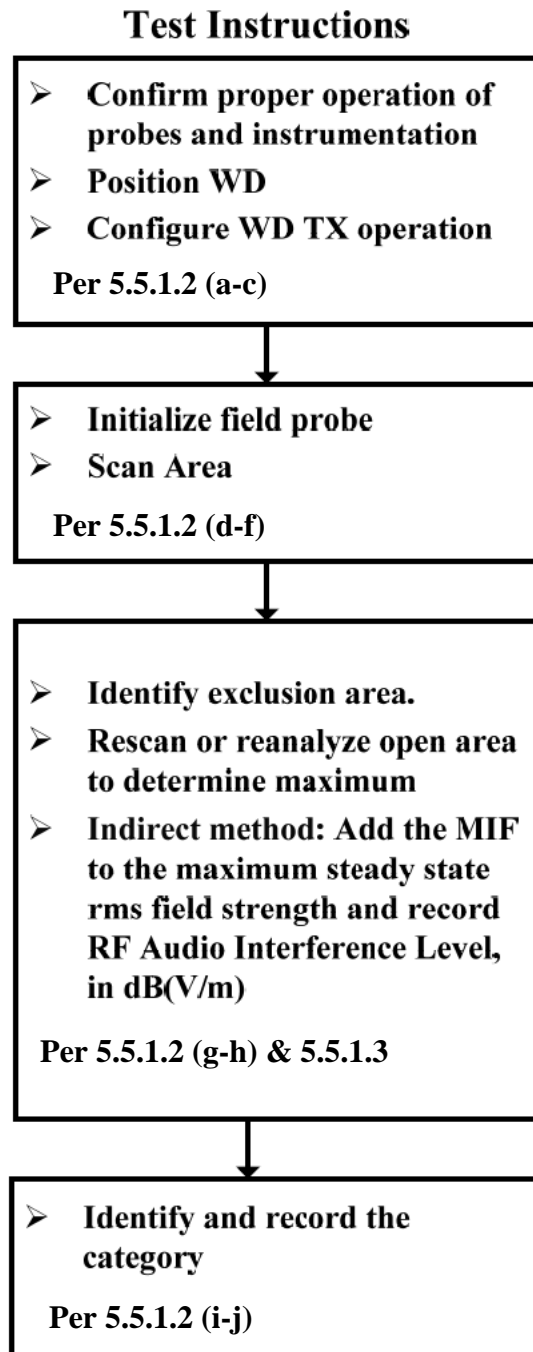 Test Instructions
➢ Confirm proper operation of
probes and instrumentation
➢ Position WD
➢ Configure WD TX operation
Per 5.5.1.2 (a-c)
➢ Initialize field probe
➢ Scan Area
Per 5.5.1.2 (d-f)
➢ Identify exclusion area.
➢ Rescan or reanalyze open area
to determine maximum
➢ Indirect method: Add the MIF
to the maximum steady state
rms field strength and record
RF Audio Interference Level,
in dB(V/m)
Per 5.5.1.2 (g-h) & 5.5.1.3
➢ Identify and record the
category
Per 5.5.1.2 (i-j)